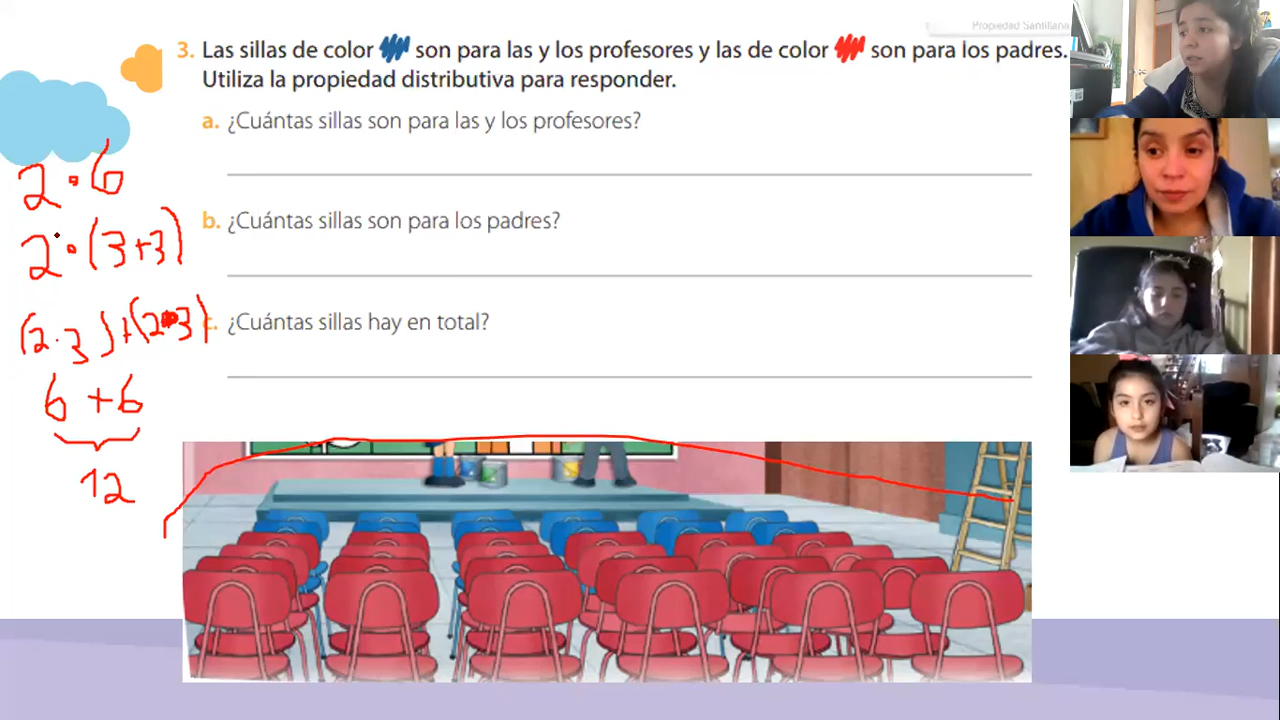 Propiedad Santillana
3. Las sillas de color son para las y los profesores y las de color son para los padres.
Utiliza la propiedad distributiva para responder.
a. ¿Cuántas sillas son para las y los profesores?
b. ¿Cuántas sillas son para los padres?
c. ¿Cuántas sillas hay en total?
2 · 6
2 · (3+3)
(2 · 3) + (2 · 3)
6 + 6
12